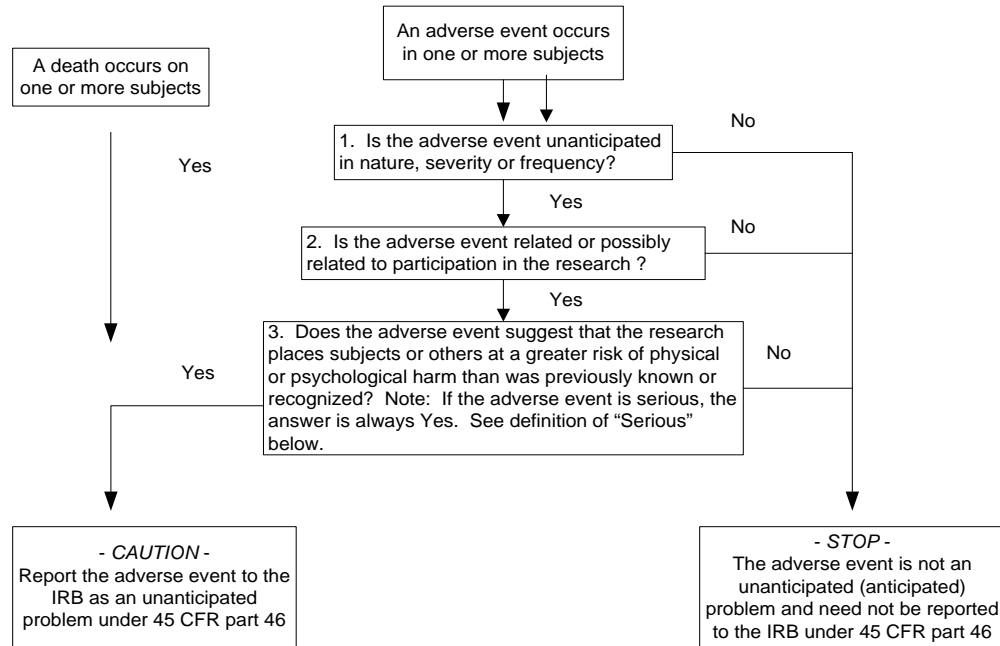 An adverse event occurs
in one or more subjects
A death occurs on
one or more subjects
No
1. Is the adverse event unanticipated
in nature, severity or frequency?
Yes
Yes
No
2. Is the adverse event related or possibly
related to participation in the research ?
Yes
3. Does the adverse event suggest that the research
places subjects or others at a greater risk of physical
or psychological harm than was previously known or
recognized? Note: If the adverse event is serious, the
answer is always Yes. See definition of “Serious”
below.
No
Yes
- CAUTION -
Report the adverse event to the
IRB as an unanticipated
problem under 45 CFR part 46
- STOP -
The adverse event is not an
unanticipated (anticipated)
problem and need not be reported
to the IRB under 45 CFR part 46